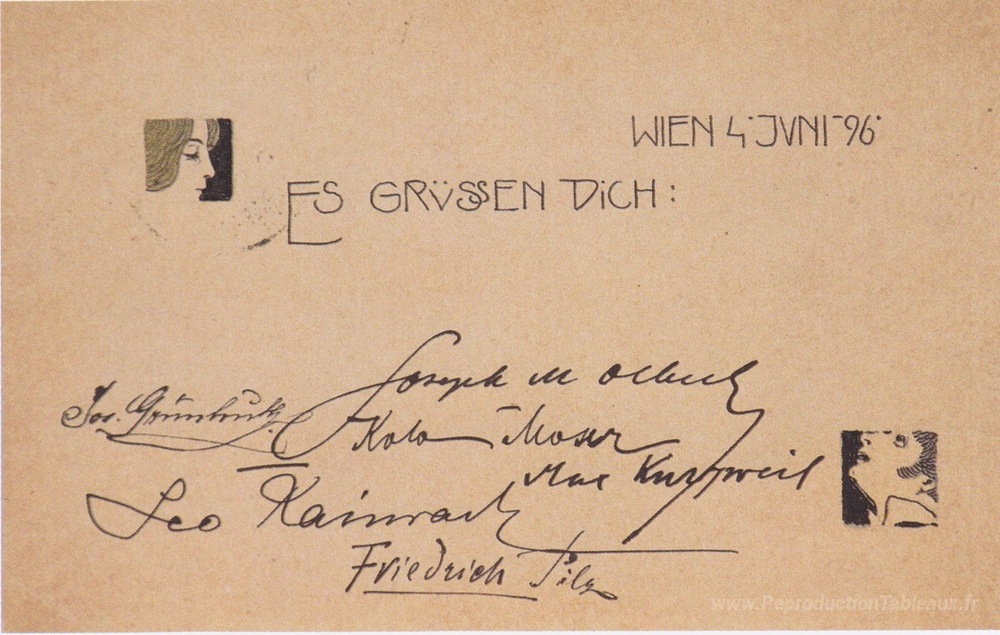 WIEN 4·JVNI-96·
ES GRÜSSEN DICH:
Joseph M Olbrich
Jos. Grünhut
Kolo Moser
Max Kurzweil
Leo Kainradl
Friedrich Pilz
www.ReproductionTableaux.fr